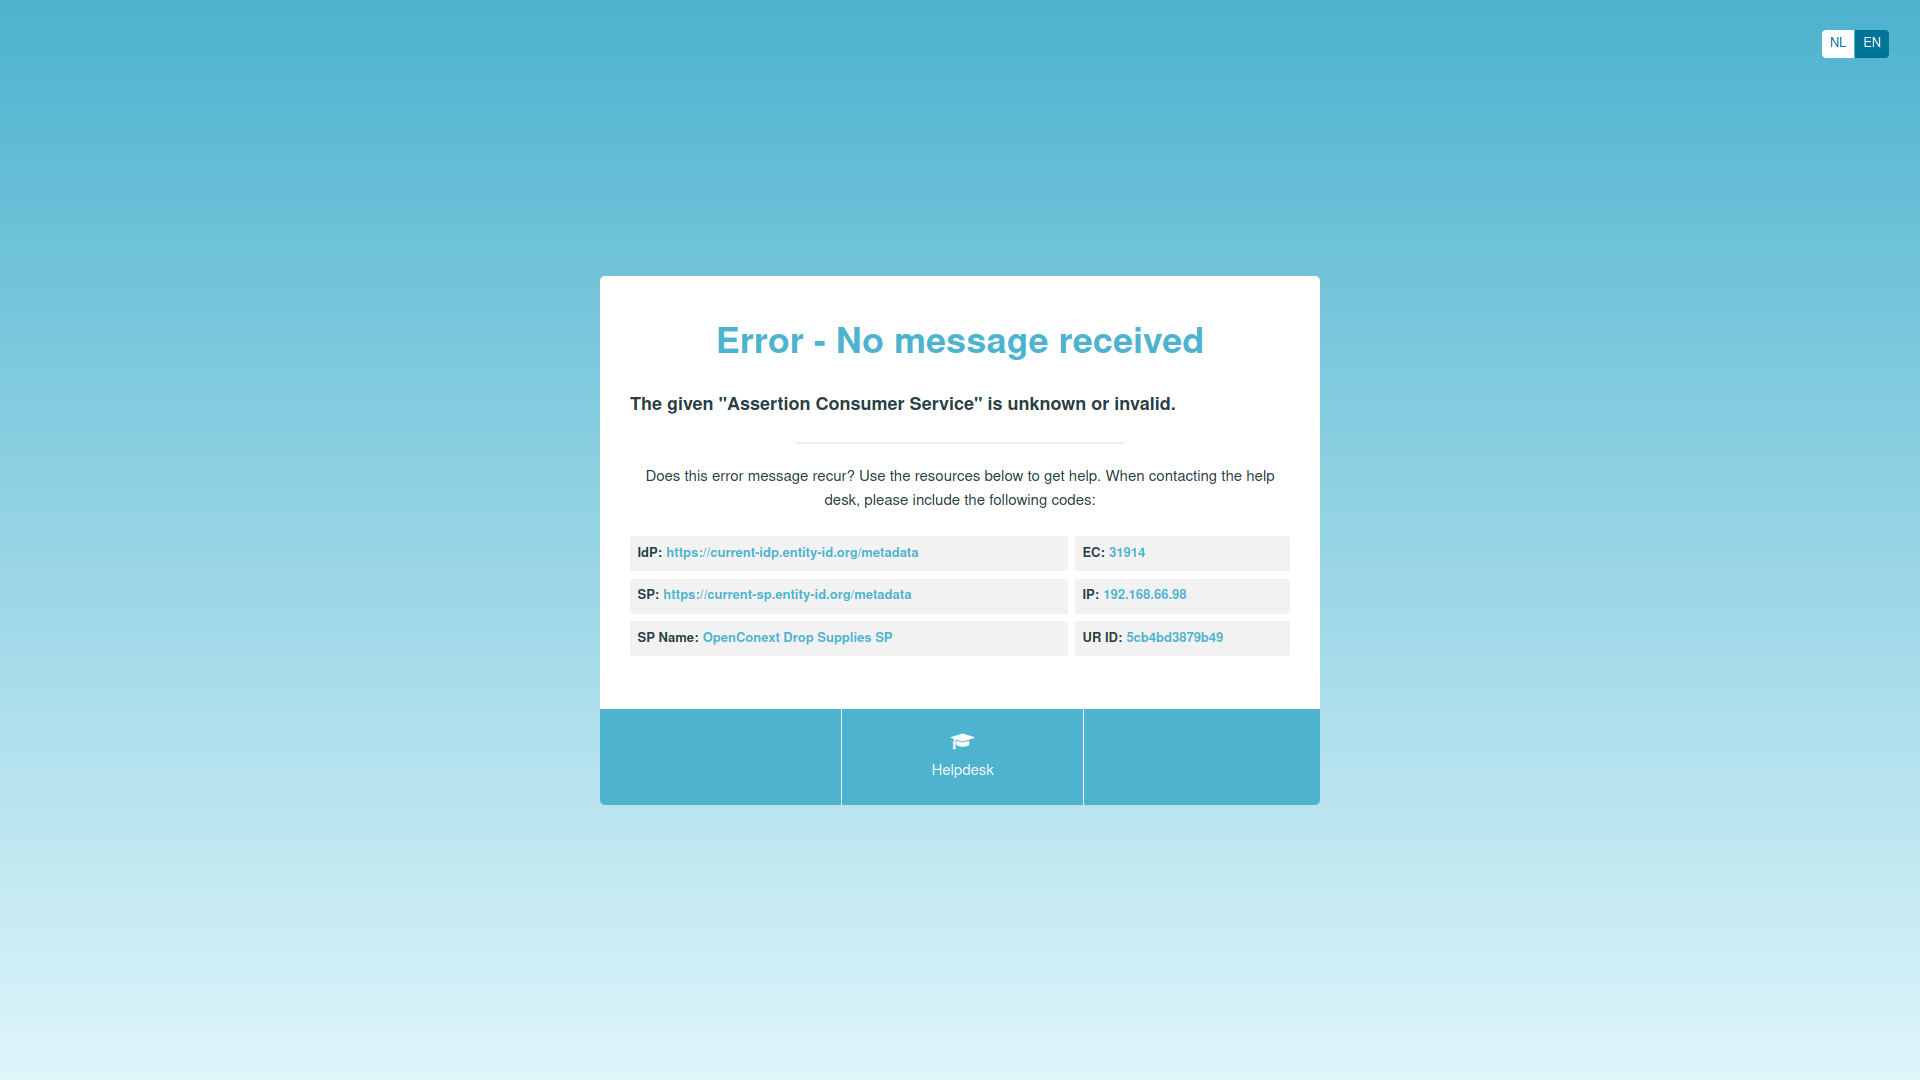 NL EN
Error - No message received
The given "Assertion Consumer Service" is unknown or invalid.
Does this error message recur? Use the resources below to get help. When contacting the help
desk, please include the following codes:
IdP: https://current-idp.entity-id.org/metadata EC: 31914
SP: https://current-sp.entity-id.org/metadata IP: 192.168.66.98
SP Name: OpenConext Drop Supplies SP UR ID: 5cb4bd3879b49
Helpdesk